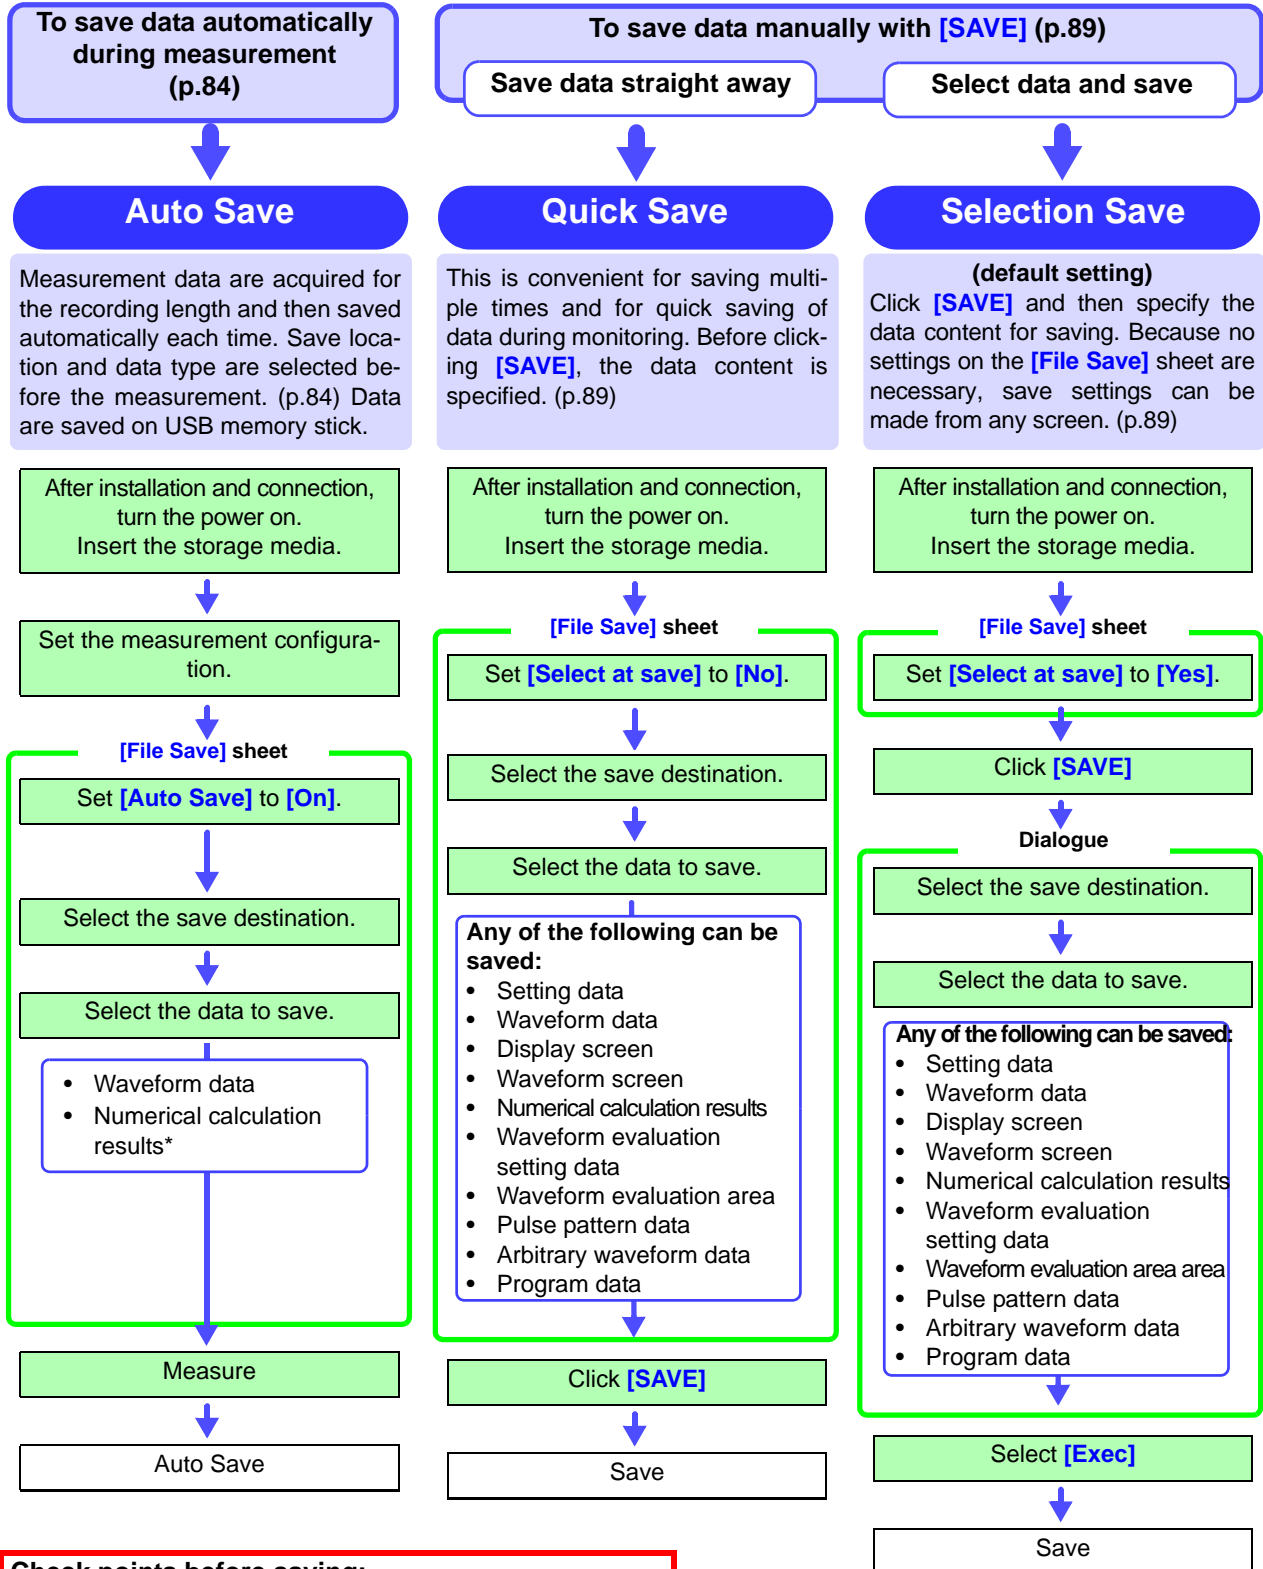 To save data automatically
during measurement
(p.84)
To save data manually with [SAVE] (p.89)
Save data straight away
Select data and save
Auto Save
Measurement data are acquired for
the recording length and then saved
automatically each time. Save loca-
tion and data type are selected be-
fore the measurement. (p.84) Data
are saved on USB memory stick.
After installation and connection,
turn the power on.
Insert the storage media.
Set the measurement configura-
tion.
[File Save] sheet
Set [Auto Save] to [On].
Select the save destination.
Select the data to save.
• Waveform data
• Numerical calculation
results*
Measure
Auto Save
Quick Save
This is convenient for saving multi-
ple times and for quick saving of
data during monitoring. Before click-
ing [SAVE], the data content is
specified. (p.89)
After installation and connection,
turn the power on.
Insert the storage media.
[File Save] sheet
Set [Select at save] to [No].
Select the save destination.
Select the data to save.
Any of the following can be
saved:
• Setting data
• Waveform data
• Display screen
• Waveform screen
• Numerical calculation results
• Waveform evaluation
setting data
• Waveform evaluation area
• Pulse pattern data
• Arbitrary waveform data
• Program data
Click [SAVE]
Save
Selection Save
(default setting)
Click [SAVE] and then specify the
data content for saving. Because no
settings on the [File Save] sheet are
necessary, save settings can be
made from any screen. (p.89)
After installation and connection,
turn the power on.
Insert the storage media.
[File Save] sheet
Set [Select at save] to [Yes].
Click [SAVE]
Dialogue
Select the save destination.
Select the data to save.
Any of the following can be saved:
• Setting data
• Waveform data
• Display screen
• Waveform screen
• Numerical calculation results
• Waveform evaluation
setting data
• Waveform evaluation area area
• Pulse pattern data
• Arbitrary waveform data
• Program data
Select [Exec]
Save
Check points before saving: